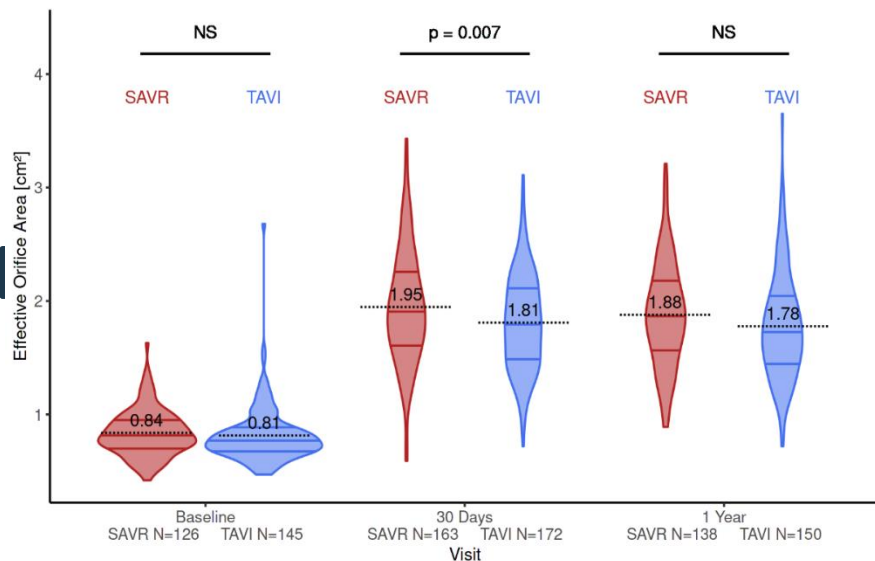 NS
p = 0.007
NS
4
SAVR
TAVI
SAVR
TAVI
SAVR
TAVI
3
Effective Orifice Area [cm²]
2
1.95
1.81
1.88
1.78
1
0.84
0.81
Baseline
30 Days
1 Year
SAVR N=126
TAVI N=145
SAVR N=163
TAVI N=172
SAVR N=138
TAVI N=150
Visit